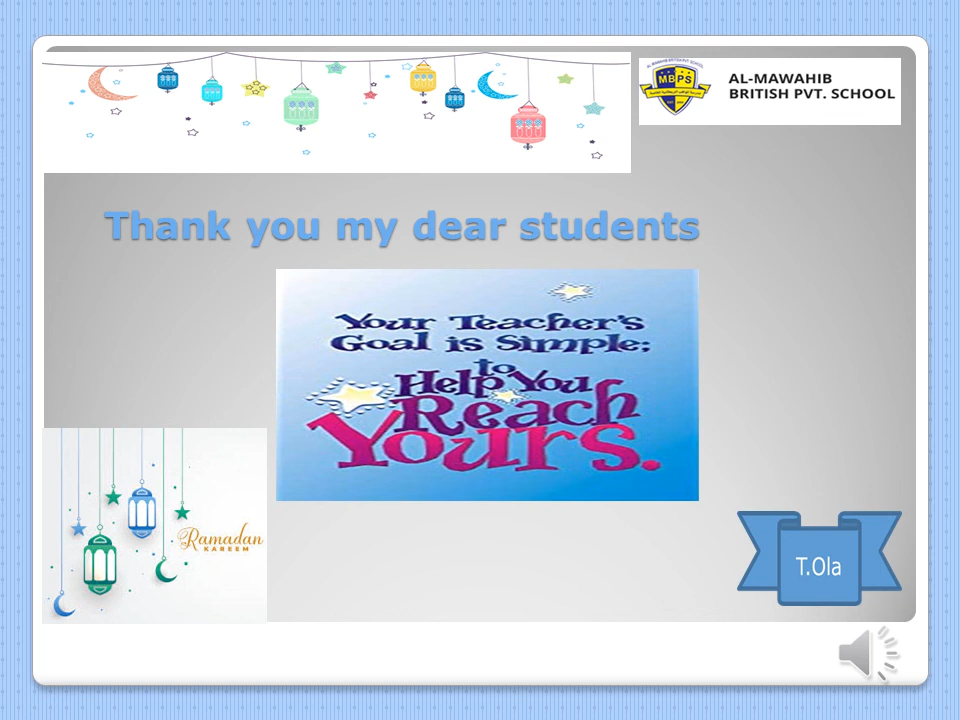 MBPS
AL-MAWAHIB
BRITISH PVT. SCHOOL
Thank you my dear students
Your Teacher's
Goal is Simple;
to
Help You
Reach
Yours.
Ramadan
KAREEM
T.Ola